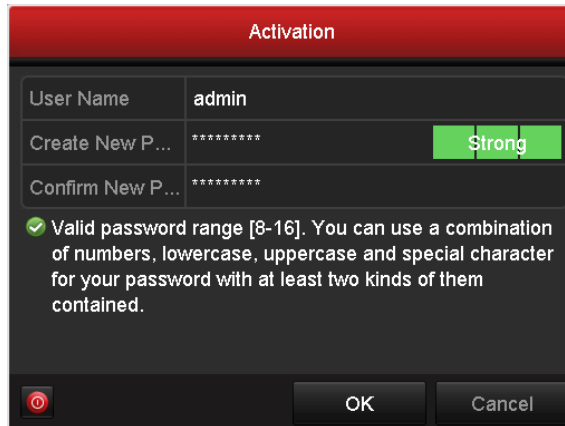 Activation
User Name admin
Create New P... ********* Strong
Confirm New P... *********
Valid password range [8-16]. You can use a combination
of numbers, lowercase, uppercase and special character
for your password with at least two kinds of them
contained.
OK Cancel